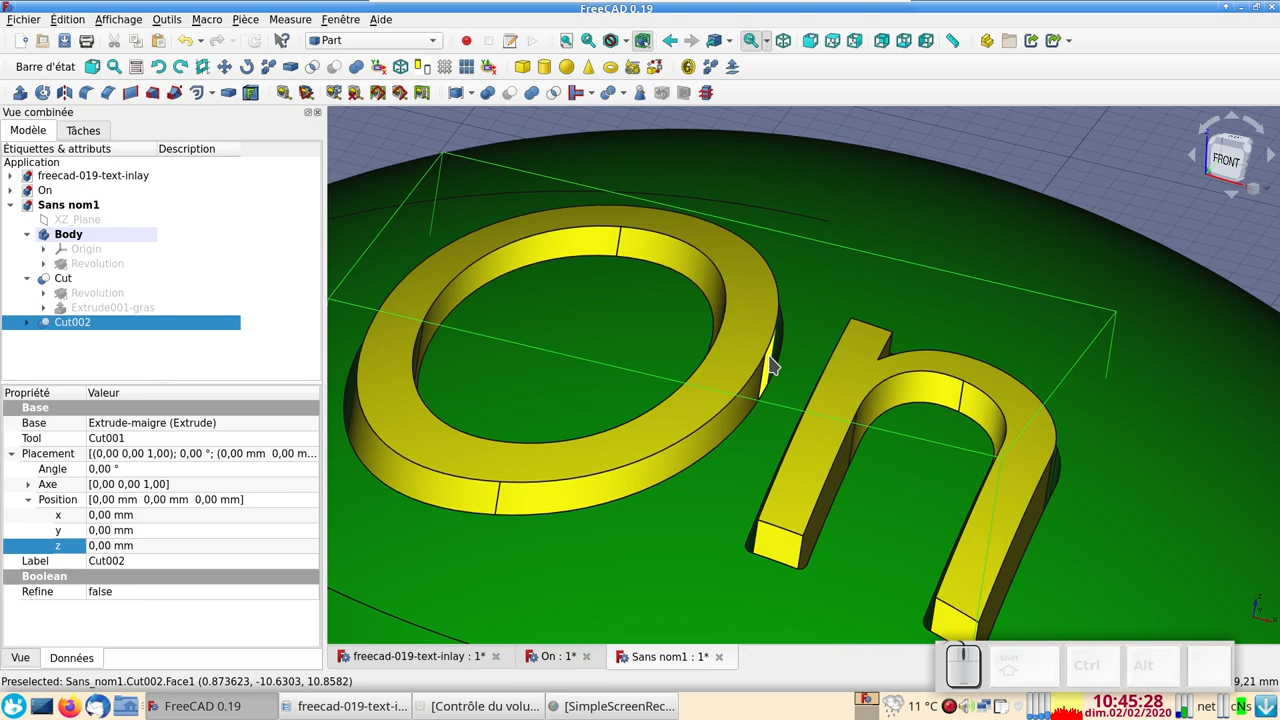 FreeCAD 0.19
Fichier Édition Affichage Outils Macro Pièce Measure Fenêtre Aide
Part
Barre d'état
Vue combinée
Modèle Tâches
Étiquettes & attributs Description
Application
freecad-019-text-inlay
On
Sans nom1
XZ_Plane
Body
Origin
Revolution
Cut
Revolution
Extrude001-gras
Cut002
FRONT
Propriété Valeur
Base
Base Extrude-maigre (Extrude)
Tool Cut001
Placement [(0,00 0,00 1,00); 0,00 °; (0,00 mm 0,00 m...
Angle 0,00 °
Axe [0,00 0,00 1,00]
Position [0,00 mm 0,00 mm 0,00 mm]
x 0,00 mm
y 0,00 mm
z 0,00 mm
Label Cut002
Boolean
Refine false
On
Vue Données
freecad-019-text-inlay : 1* On : 1* Sans nom1 : 1*
Shift Ctrl Alt
Preselected: Sans_nom1.Cut002.Face1 (0.873623, -10.6303, 10.8582) 9,21 mm
FreeCAD 0.19 freecad-019-text-i... [Contrôle du volu... [SimpleScreenRec... 11 °C net cNs 10:45:28
dim.02/02/2020